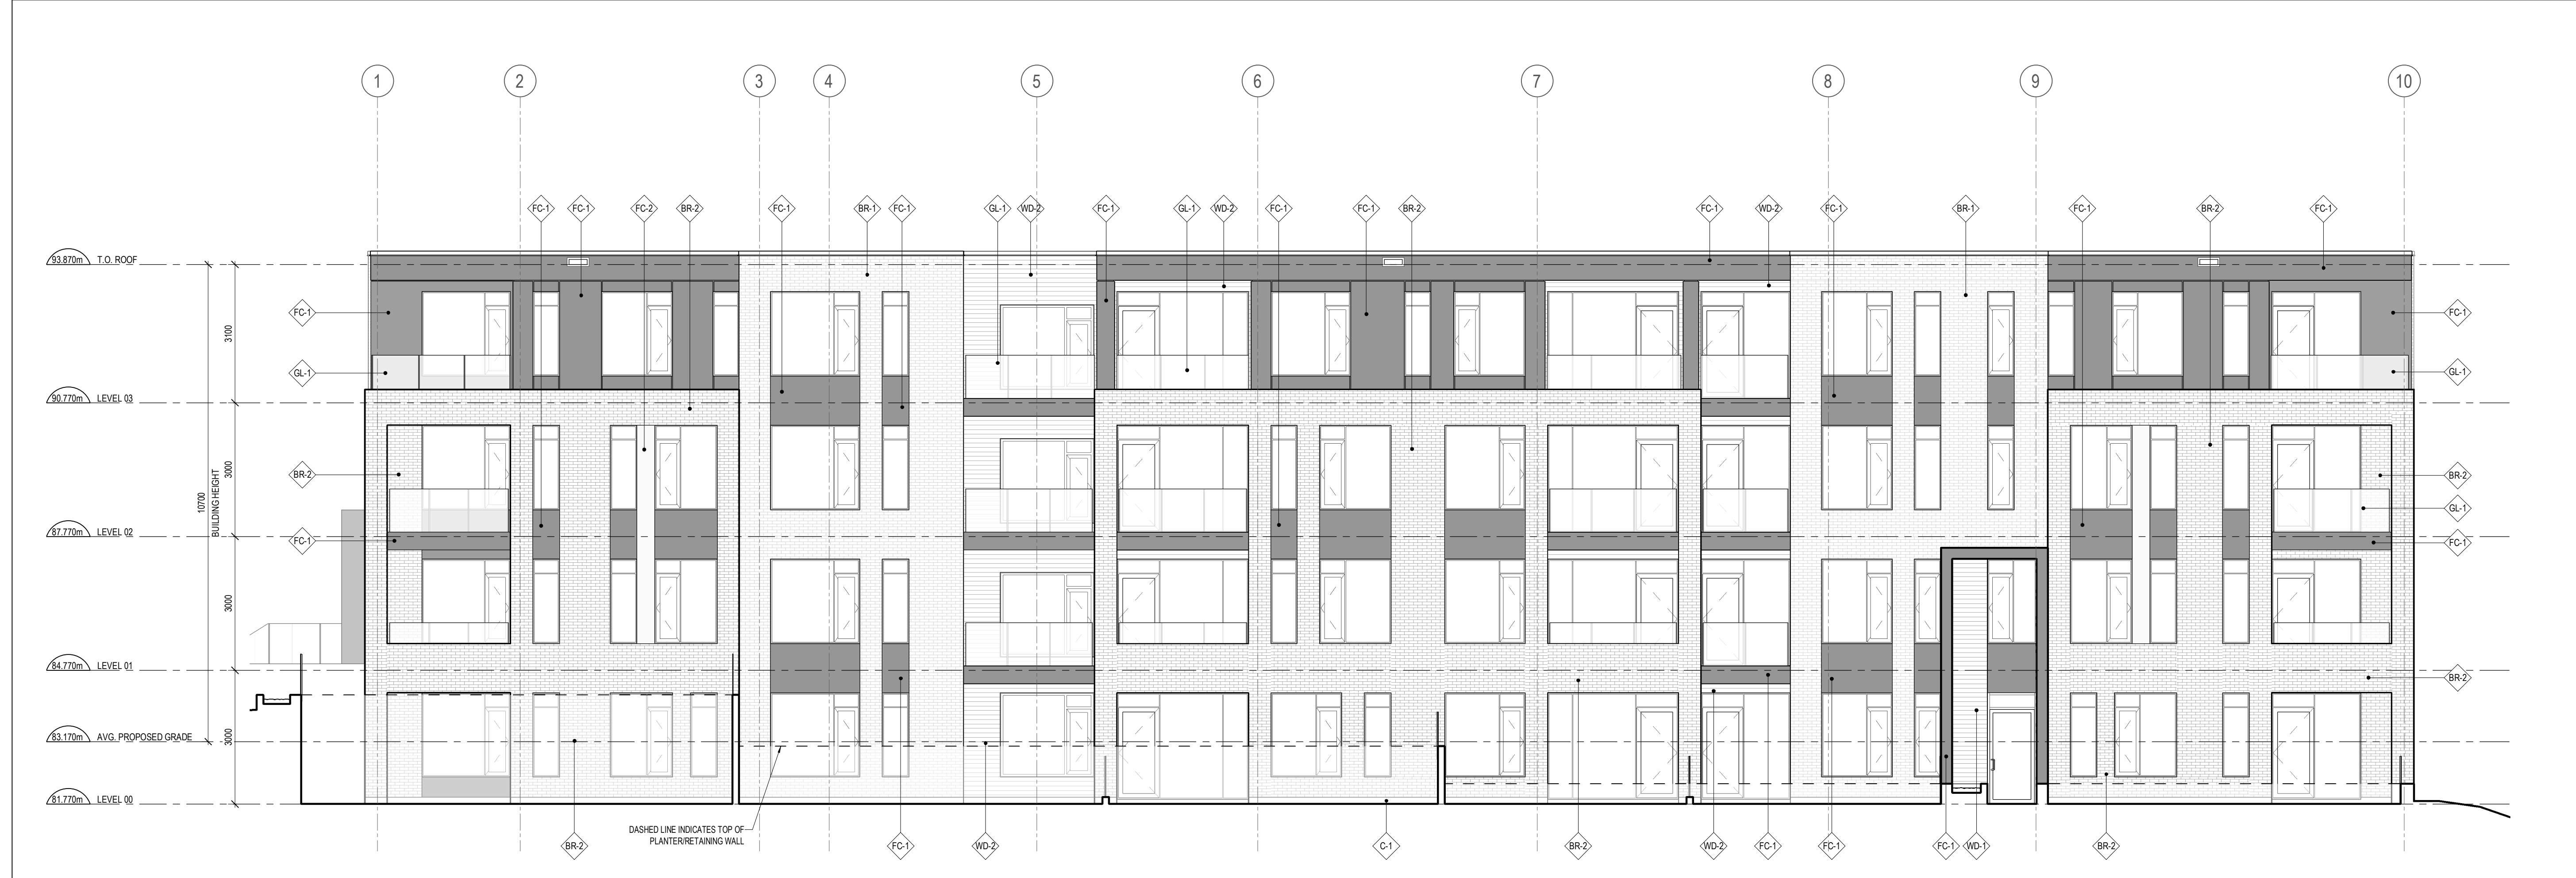 1 2 3 4 5 6 7 8 9 10
FC-1 FC-1 FC-2 BR-2 FC-1 BR-1 FC-1 GL-1 WD-2 FC-1 GL-1 WD-2 FC-1 FC-1 BR-2 FC-1 WD-2 FC-1 BR-1 FC-1 BR-2 FC-1
93.870m T.O. ROOF
FC-1 FC-1
3100
GL-1 GL-1
90.770m LEVEL 03
3000
BR-2 BR-2
10700
BUILDING HEIGHT
GL-1
87.770m LEVEL 02
FC-1 FC-1
3000
84.770m LEVEL 01
BR-2
83.170m AVG. PROPOSED GRADE
3000
81.770m LEVEL 00
DASHED LINE INDICATES TOP OF
PLANTER/RETAINING WALL
BR-2 FC-1 WD-2 C-1 BR-2 WD-2 FC-1 FC-1 FC-1 WD-1 BR-2